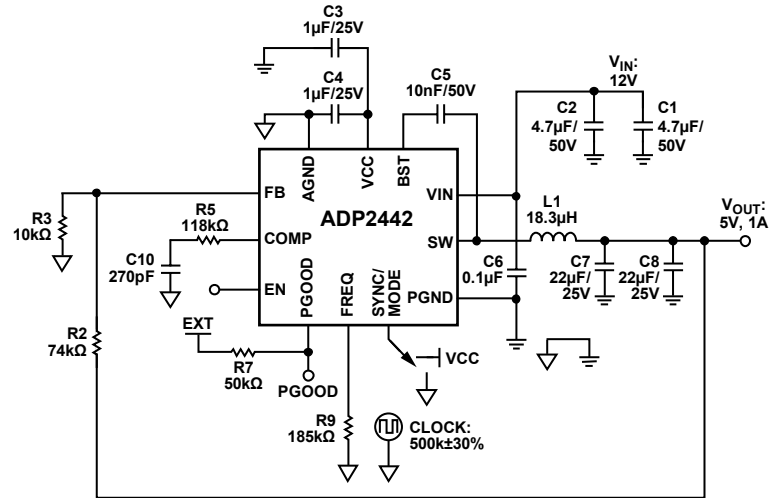 C3
1µF/25V
C4
1µF/25V
C5
10nF/50V
V_IN:
12V
C2
4.7µF/
50V
C1
4.7µF/
50V
AGND
VCC
BST
FB
VIN
ADP2442
R3
10kΩ
R5
118kΩ
COMP
SW
L1
18.3µH
V_OUT:
5V, 1A
C10
270pF
C6
0.1µF
C7
22µF/
25V
C8
22µF/
25V
EN
PGOOD
FREQ
SYNC/
MODE
PGND
EXT
R2
74kΩ
R7
50kΩ
PGOOD
VCC
R9
185kΩ
CLOCK:
500k±30%